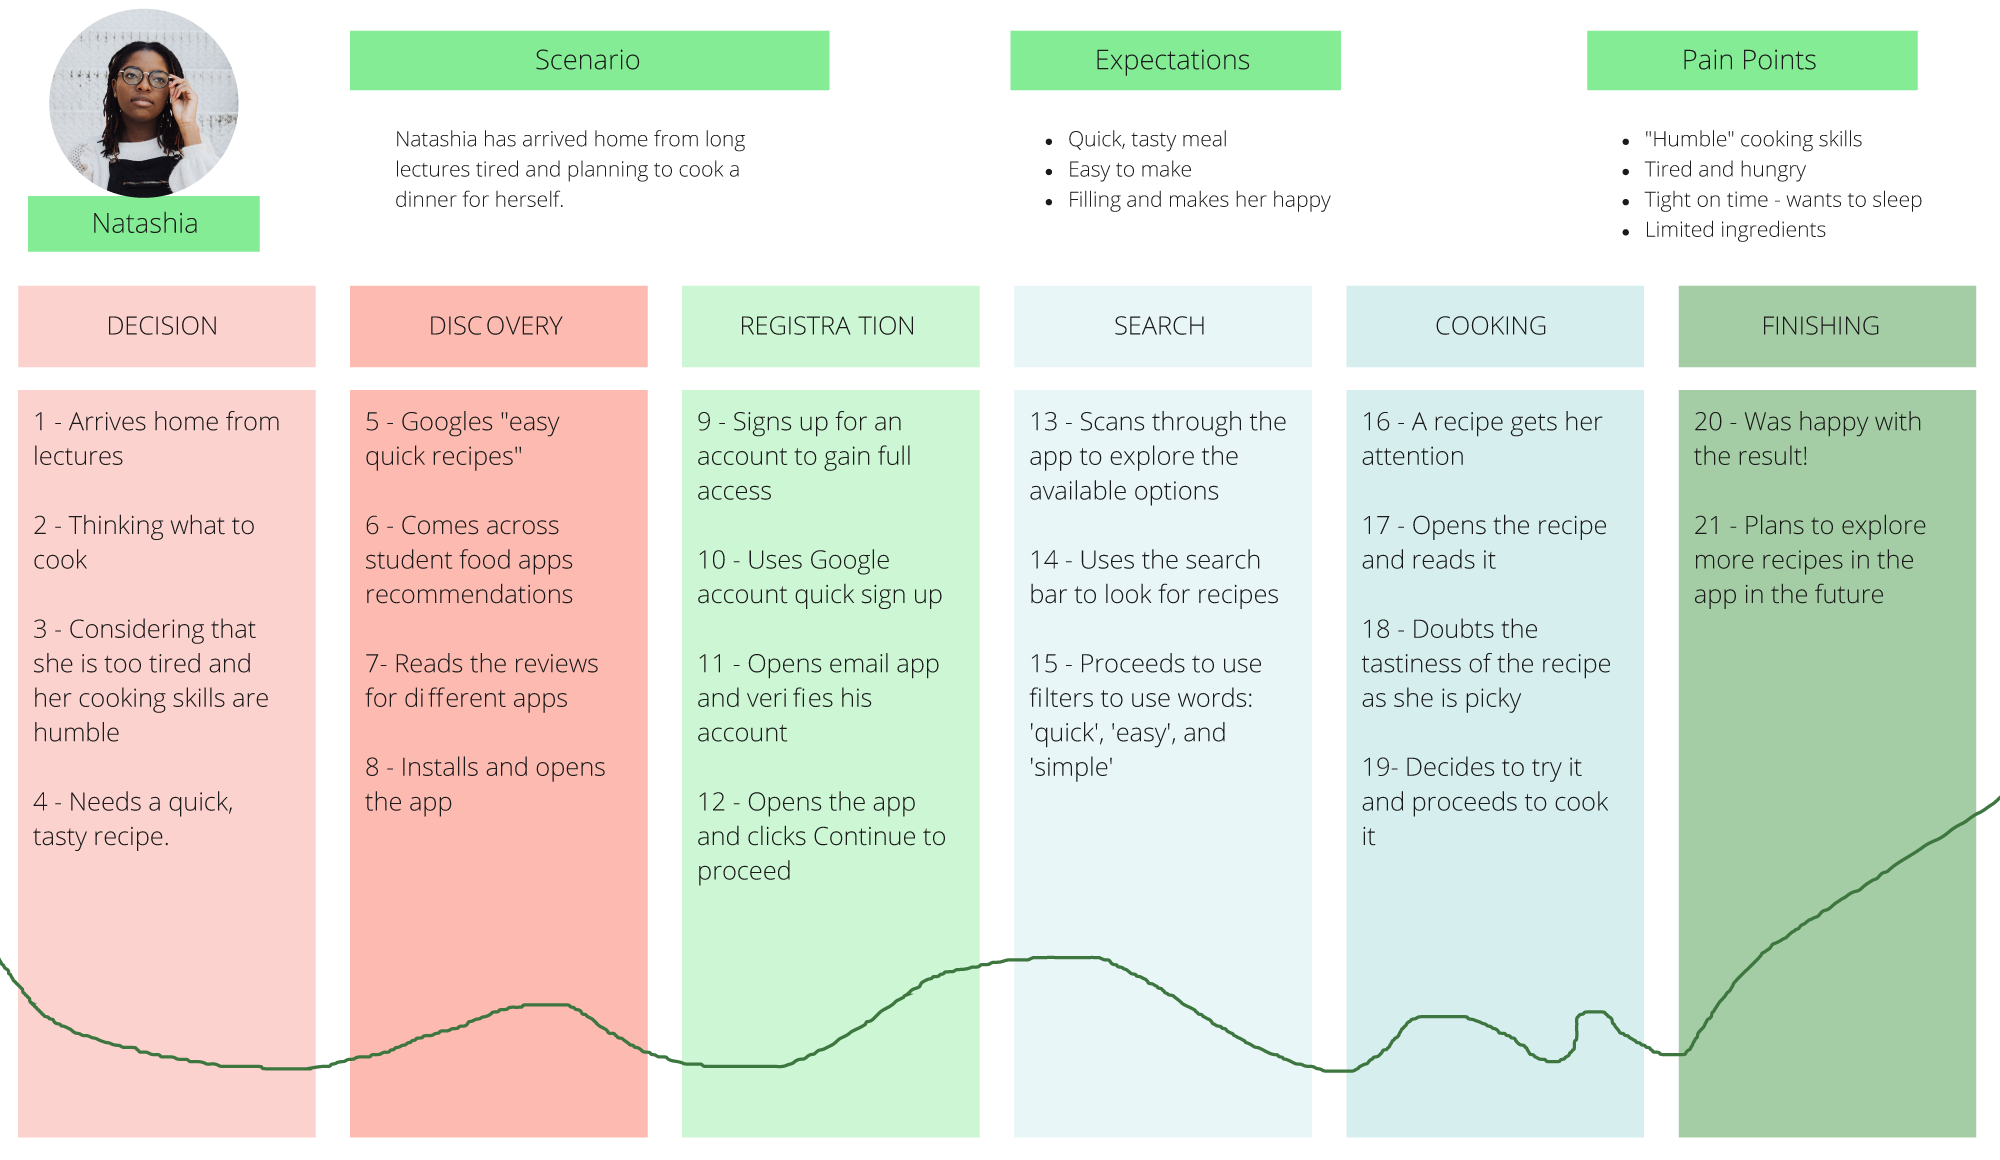 Natashia
Scenario
Natashia has arrived home from long
lectures tired and planning to cook a
dinner for herself.
Expectations
• Quick, tasty meal
• Easy to make
• Filling and makes her happy
Pain Points
• "Humble" cooking skills
• Tired and hungry
• Tight on time - wants to sleep
• Limited ingredients
DECISION
1 - Arrives home from
lectures
2 - Thinking what to
cook
3 - Considering that
she is too tired and
her cooking skills are
humble
4 - Needs a quick,
tasty recipe.
DISCOVERY
5 - Googles "easy
quick recipes"
6 - Comes across
student food apps
recommendations
7- Reads the reviews
for different apps
8 - Installs and opens
the app
REGISTRATION
9 - Signs up for an
account to gain full
access
10 - Uses Google
account quick sign up
11 - Opens email app
and verifies his
account
12 - Opens the app
and clicks Continue to
proceed
SEARCH
13 - Scans through the
app to explore the
available options
14 - Uses the search
bar to look for recipes
15 - Proceeds to use
filters to use words:
'quick', 'easy', and
'simple'
COOKING
16 - A recipe gets her
attention
17 - Opens the recipe
and reads it
18 - Doubts the
tastiness of the recipe
as she is picky
19- Decides to try it
and proceeds to cook
it
FINISHING
20 - Was happy with
the result!
21 - Plans to explore
more recipes in the
app in the future